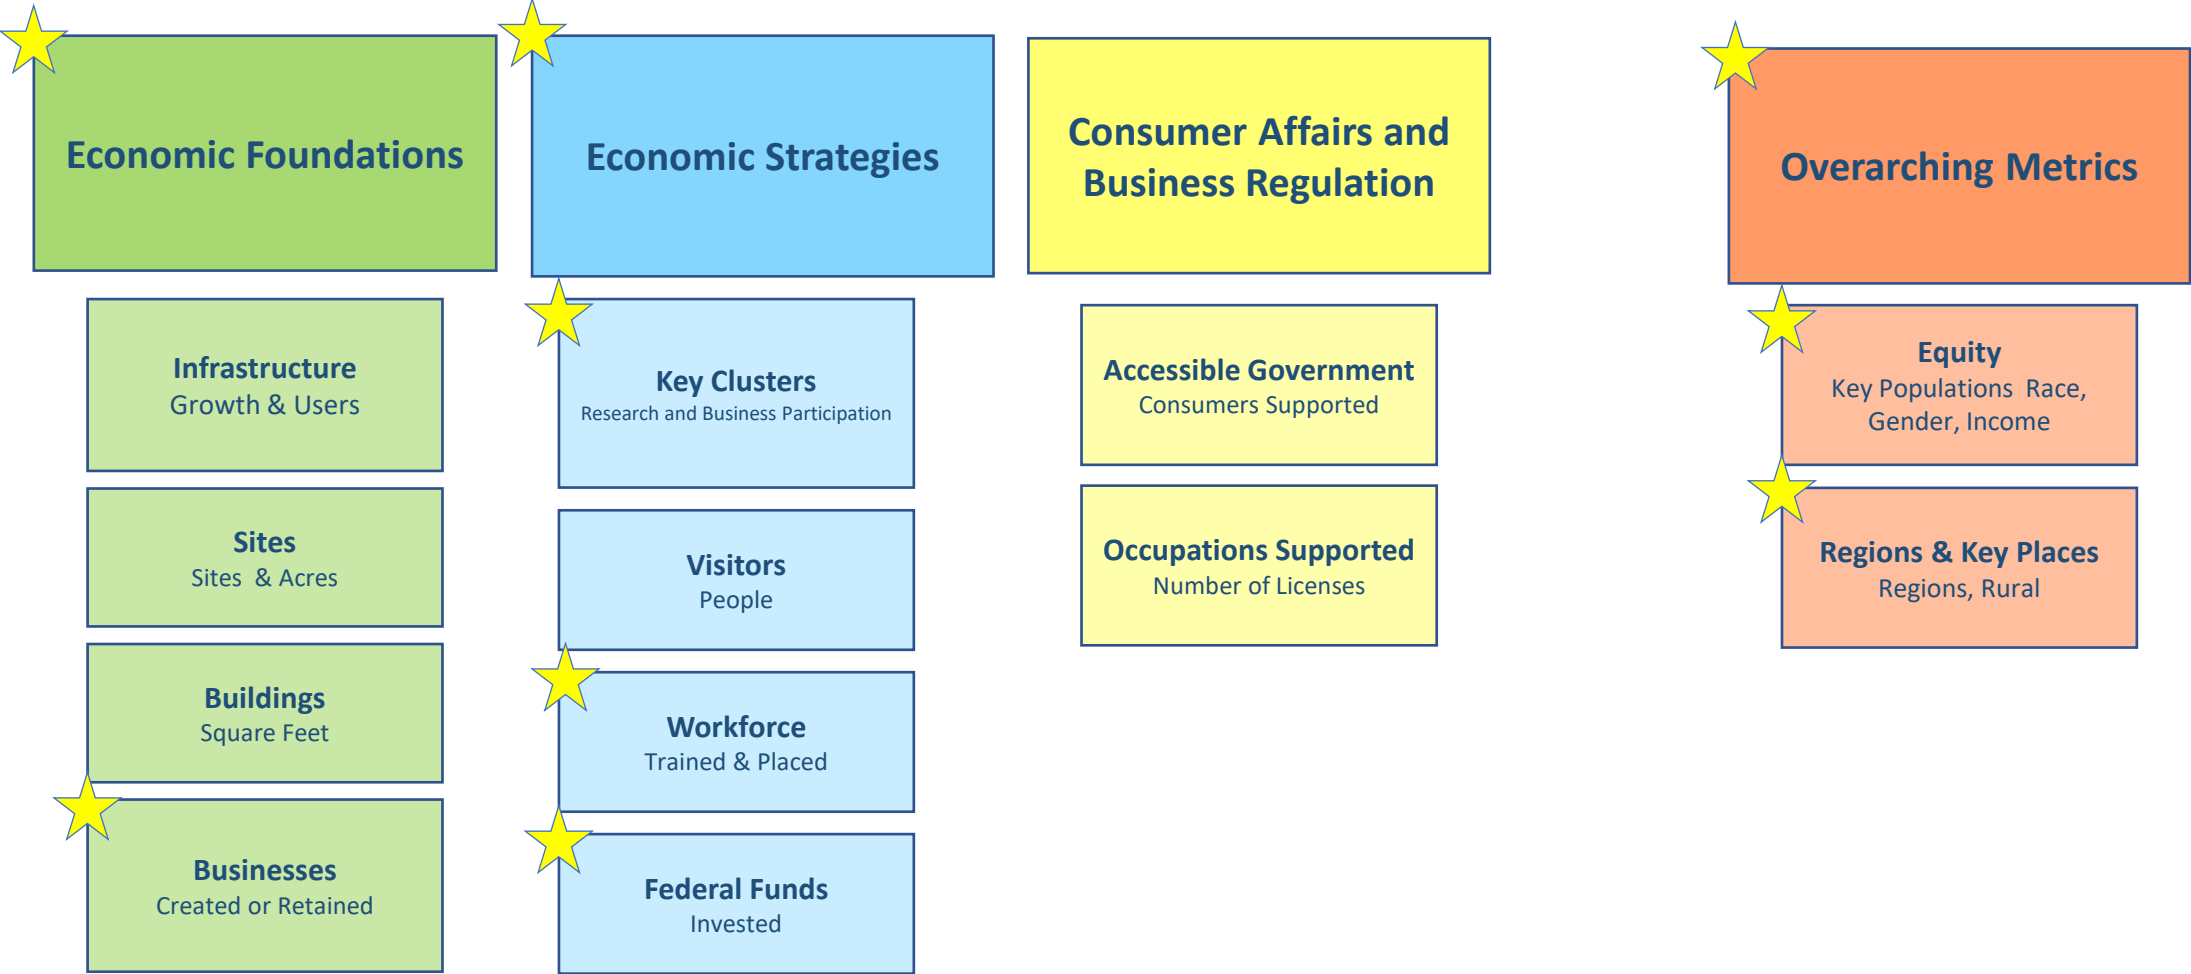 Economic Foundations
Infrastructure
Growth & Users
Sites
Sites & Acres
Buildings
Square Feet
Businesses
Created or Retained
Economic Strategies
Key Clusters
Research and Business Participation
Visitors
People
Workforce
Trained & Placed
Federal Funds
Invested
Consumer Affairs and
Business Regulation
Accessible Government
Consumers Supported
Occupations Supported
Number of Licenses
Overarching Metrics
Equity
Key Populations Race,
Gender, Income
Regions & Key Places
Regions, Rural